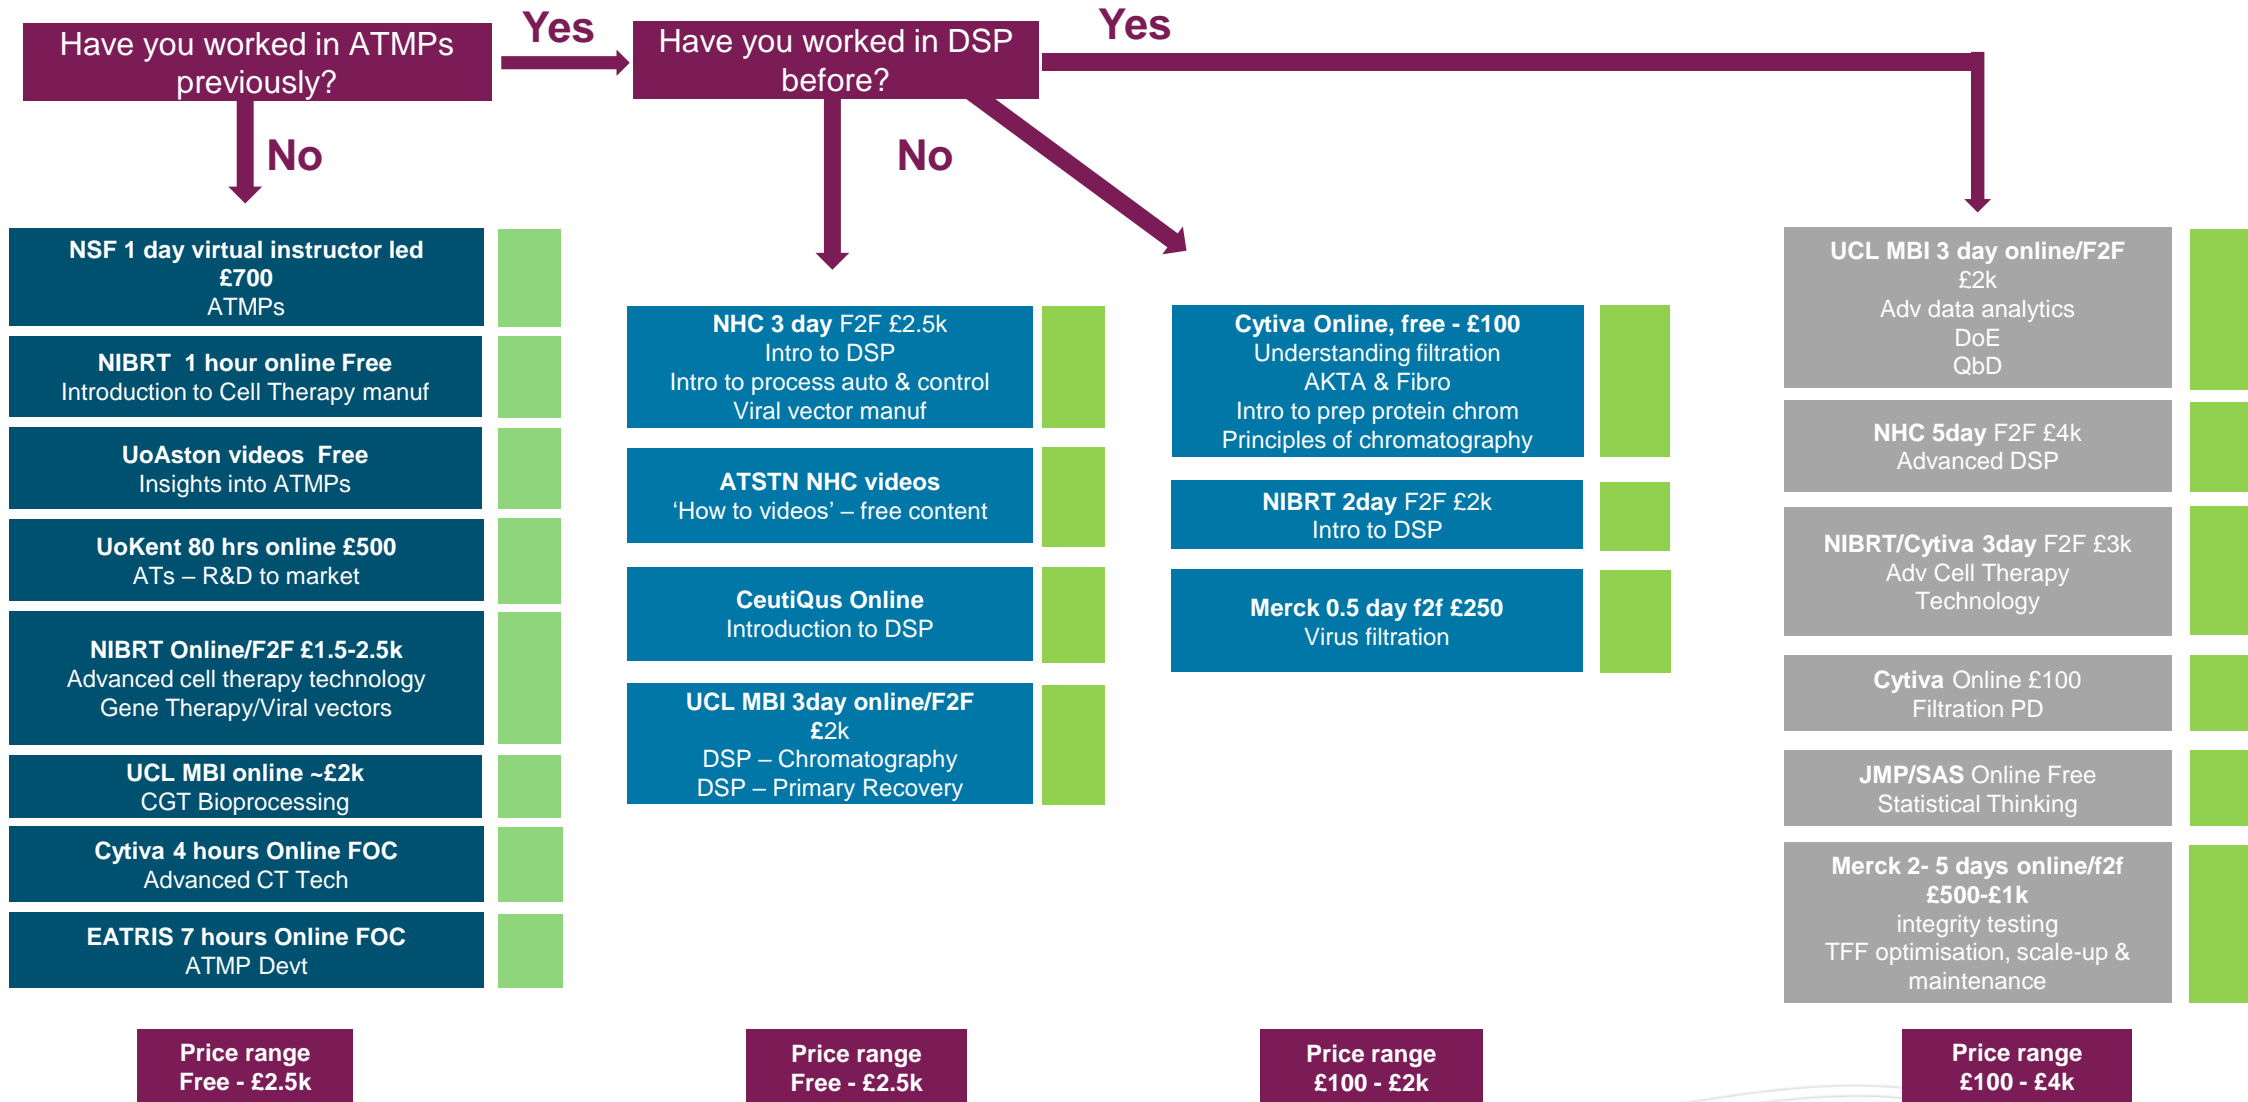 Have you worked in ATMPs
previously?
Yes
Have you worked in DSP
before?
Yes
No
No
NSF 1 day virtual instructor led
£700
ATMPs
NIBRT 1 hour online Free
Introduction to Cell Therapy manuf
UoAston videos Free
Insights into ATMPs
UoKent 80 hrs online £500
ATs – R&D to market
NIBRT Online/F2F £1.5-2.5k
Advanced cell therapy technology
Gene Therapy/Viral vectors
UCL MBI online ~£2k
CGT Bioprocessing
Cytiva 4 hours Online FOC
Advanced CT Tech
EATRIS 7 hours Online FOC
ATMP Devt
Price range
Free - £2.5k
NHC 3 day F2F £2.5k
Intro to DSP
Intro to process auto & control
Viral vector manuf
ATSTN NHC videos
‘How to videos’ – free content
CeutiQus Online
Introduction to DSP
UCL MBI 3day online/F2F
£2k
DSP – Chromatography
DSP – Primary Recovery
Price range
Free - £2.5k
Cytiva Online, free - £100
Understanding filtration
AKTA & Fibro
Intro to prep protein chrom
Principles of chromatography
NIBRT 2day F2F £2k
Intro to DSP
Merck 0.5 day f2f £250
Virus filtration
Price range
£100 - £2k
UCL MBI 3 day online/F2F
£2k
Adv data analytics
DoE
QbD
NHC 5day F2F £4k
Advanced DSP
NIBRT/Cytiva 3day F2F £3k
Adv Cell Therapy
Technology
Cytiva Online £100
Filtration PD
JMP/SAS Online Free
Statistical Thinking
Merck 2- 5 days online/f2f
£500-£1k
integrity testing
TFF optimisation, scale-up &
maintenance
Price range
£100 - £4k